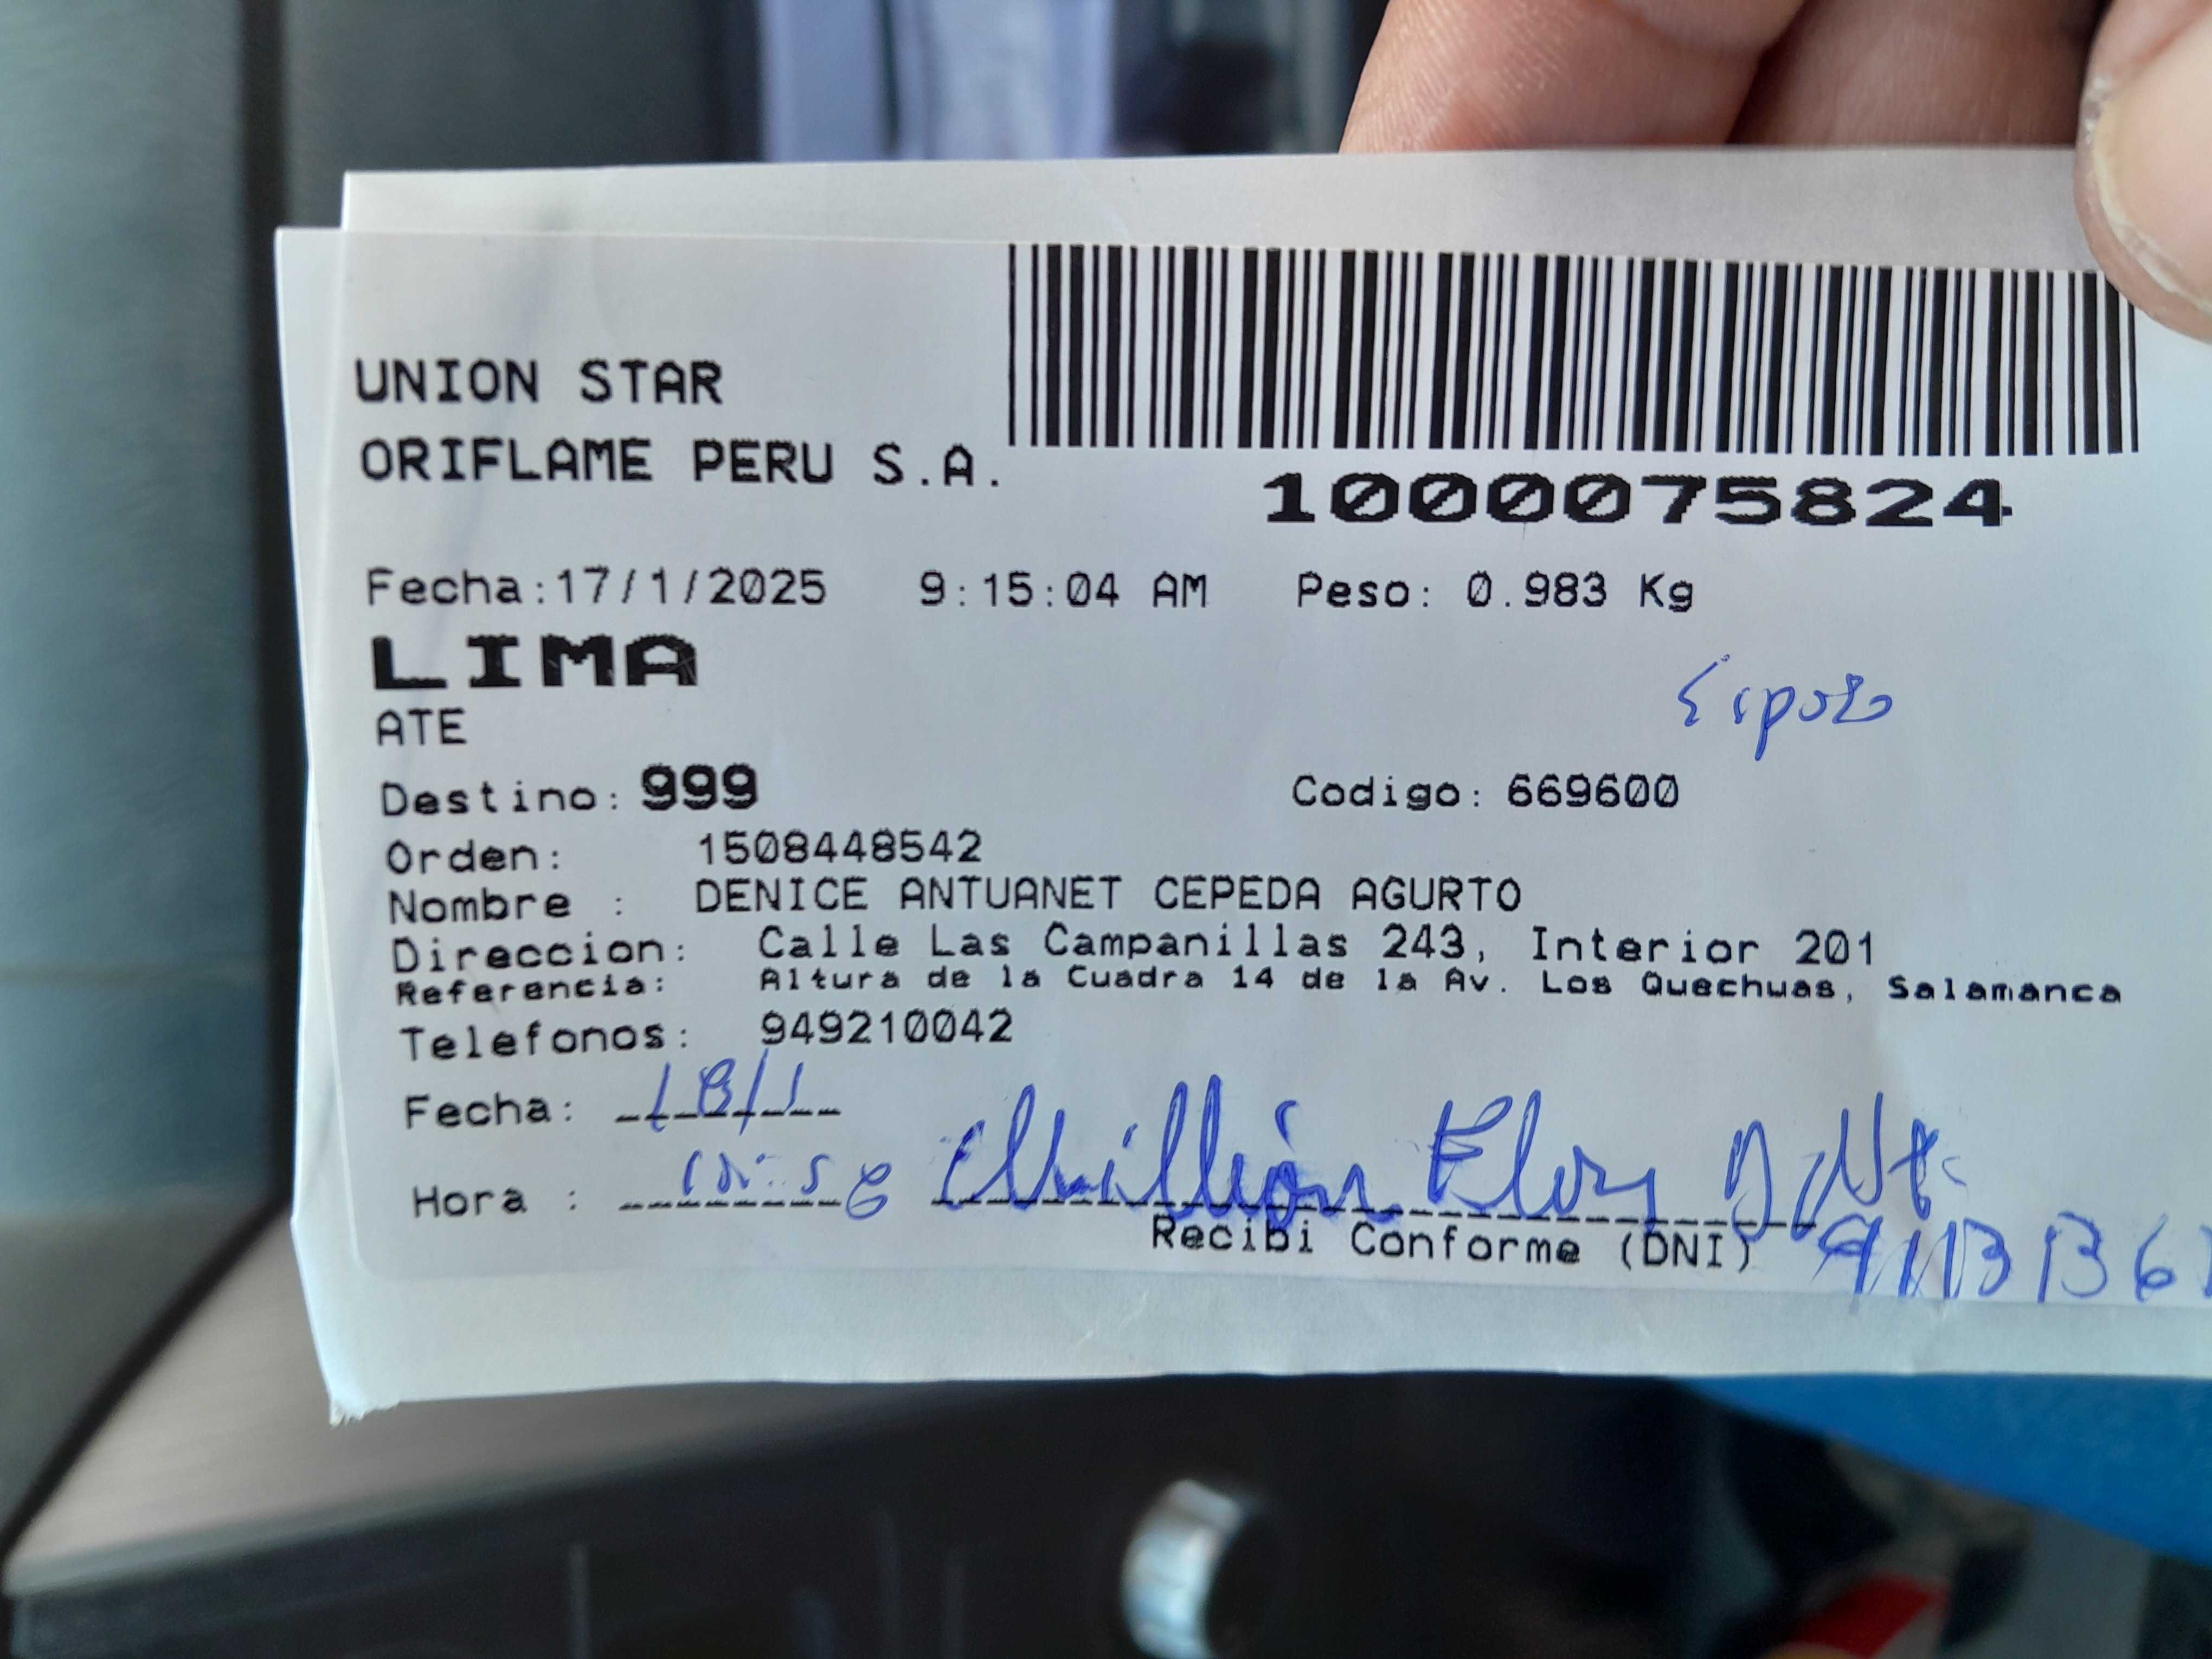 UNION STAR
ORIFLAME PERU S.A.
1000075824
Fecha:17/1/2025 9:15:04 AM Peso: 0.983 Kg
LIMA
Esposo
ATE
Destino: 999 Codigo: 669600
Orden: 1508448542
Nombre : DENICE ANTUANET CEPEDA AGURTO
Direccion: Calle Las Campanillas 243, Interior 201
Referencia: Altura de la Cuadra 14 de la Av. Los Quechuas, Salamanca
Telefonos: 949210042
Fecha: 18/1
Hora :
Recibi Conforme (DNI)